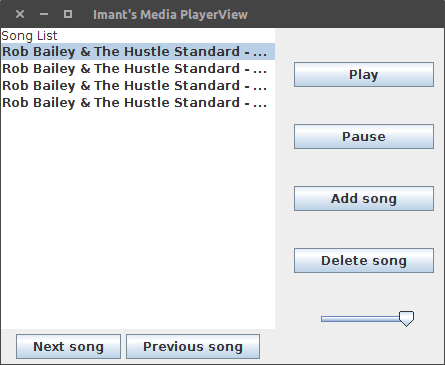 Imant's Media PlayerView
Song List
Rob Bailey & The Hustle Standard - ...
Rob Bailey & The Hustle Standard - ...
Rob Bailey & The Hustle Standard - ...
Rob Bailey & The Hustle Standard - ...
Play
Pause
Add song
Delete song
Next song
Previous song